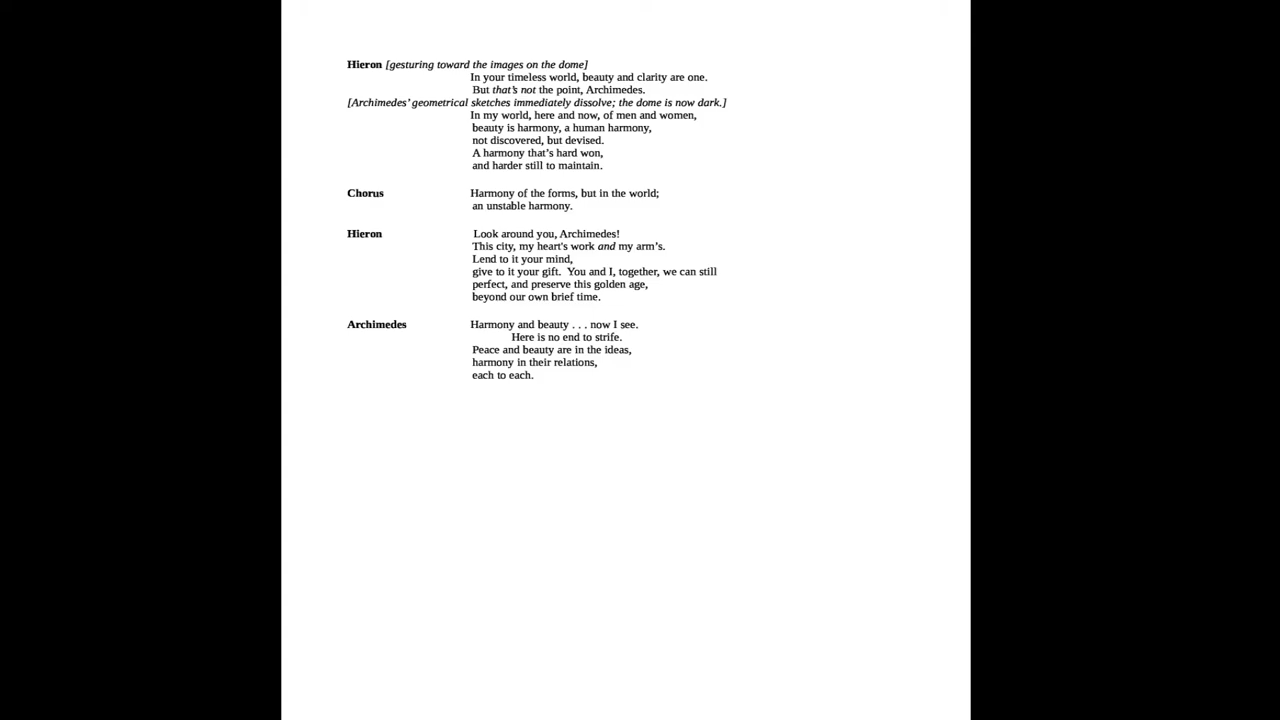 Hieron [gesturing toward the images on the dome]
In your timeless world, beauty and clarity are one.
But that's not the point, Archimedes.
[Archimedes' geometrical sketches immediately dissolve; the dome is now dark.]
In my world, here and now, of men and women,
beauty is harmony, a human harmony,
not discovered, but devised.
A harmony that's hard won,
and harder still to maintain.
Chorus Harmony of the forms, but in the world;
an unstable harmony.
Hieron Look around you, Archimedes!
This city, my heart's work and my arm's.
Lend to it your mind,
give to it your gift. You and I, together, we can still
perfect, and preserve this golden age,
beyond our own brief time.
Archimedes Harmony and beauty . . . now I see.
Here is no end to strife.
Peace and beauty are in the ideas,
harmony in their relations,
each to each.